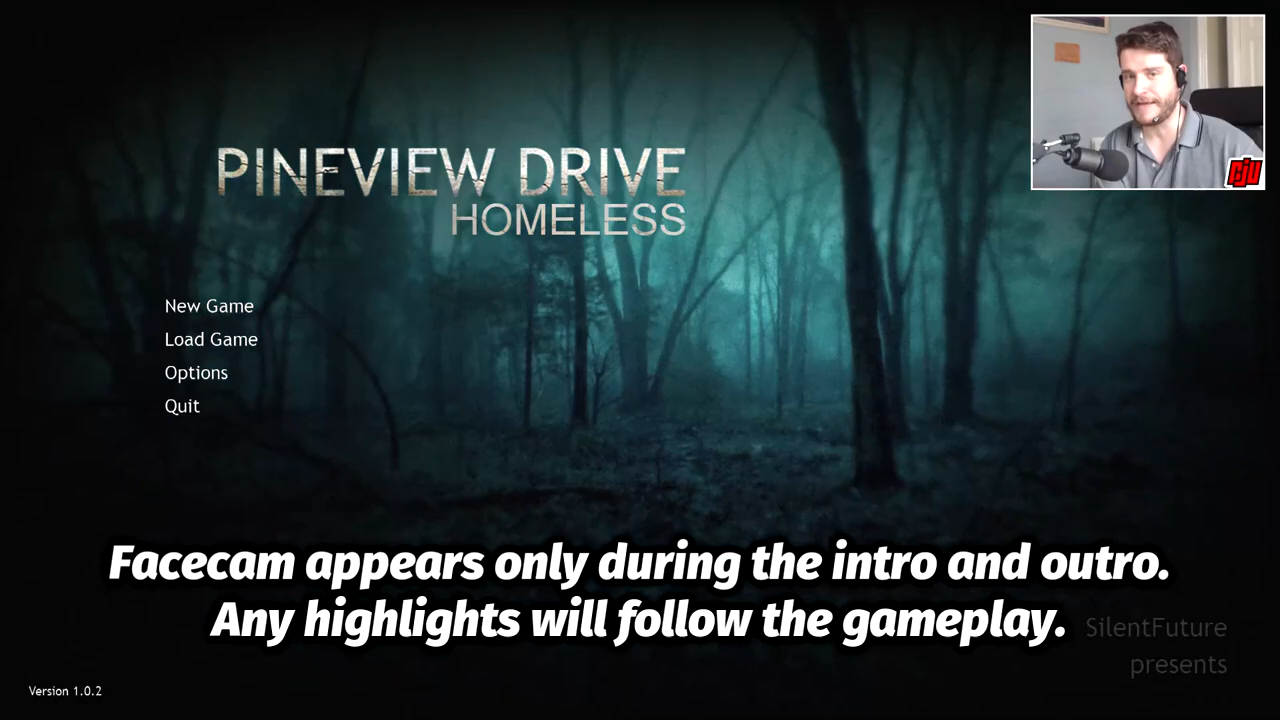 PINEVIEW DRIVE
HOMELESS
New Game
Load Game
Options
Quit
Facecam appears only during the intro and outro.
Any highlights will follow the gameplay.
SilentFuture
presents
Version 1.0.2